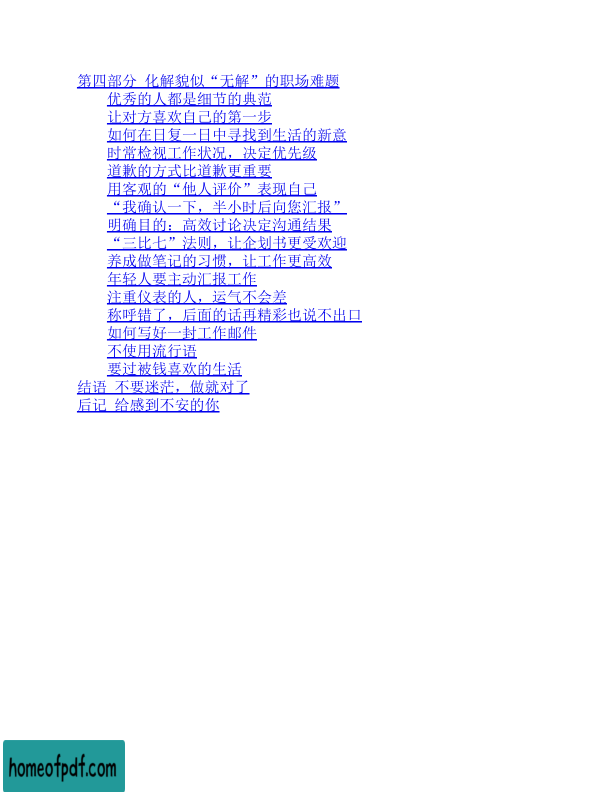 第四部分 化解貌似“无解”的职场难题
优秀的人都是细节的典范
让对方喜欢自己的第一步
如何在日复一日中寻找到生活的新意
时常检视工作状况，决定优先级
道歉的方式比道歉更重要
用客观的“他人评价”表现自己
“我确认一下，半小时后向您汇报”
明确目的：高效讨论决定沟通结果
“三比七”法则，让企划书更受欢迎
养成做笔记的习惯，让工作更高效
年轻人要主动汇报工作
注重仪表的人，运气不会差
称呼错了，后面的话再精彩也说不出口
如何写好一封工作邮件
不使用流行语
要过被钱喜欢的生活
结语 不要迷茫，做就对了
后记 给感到不安的你
homeofpdf.com